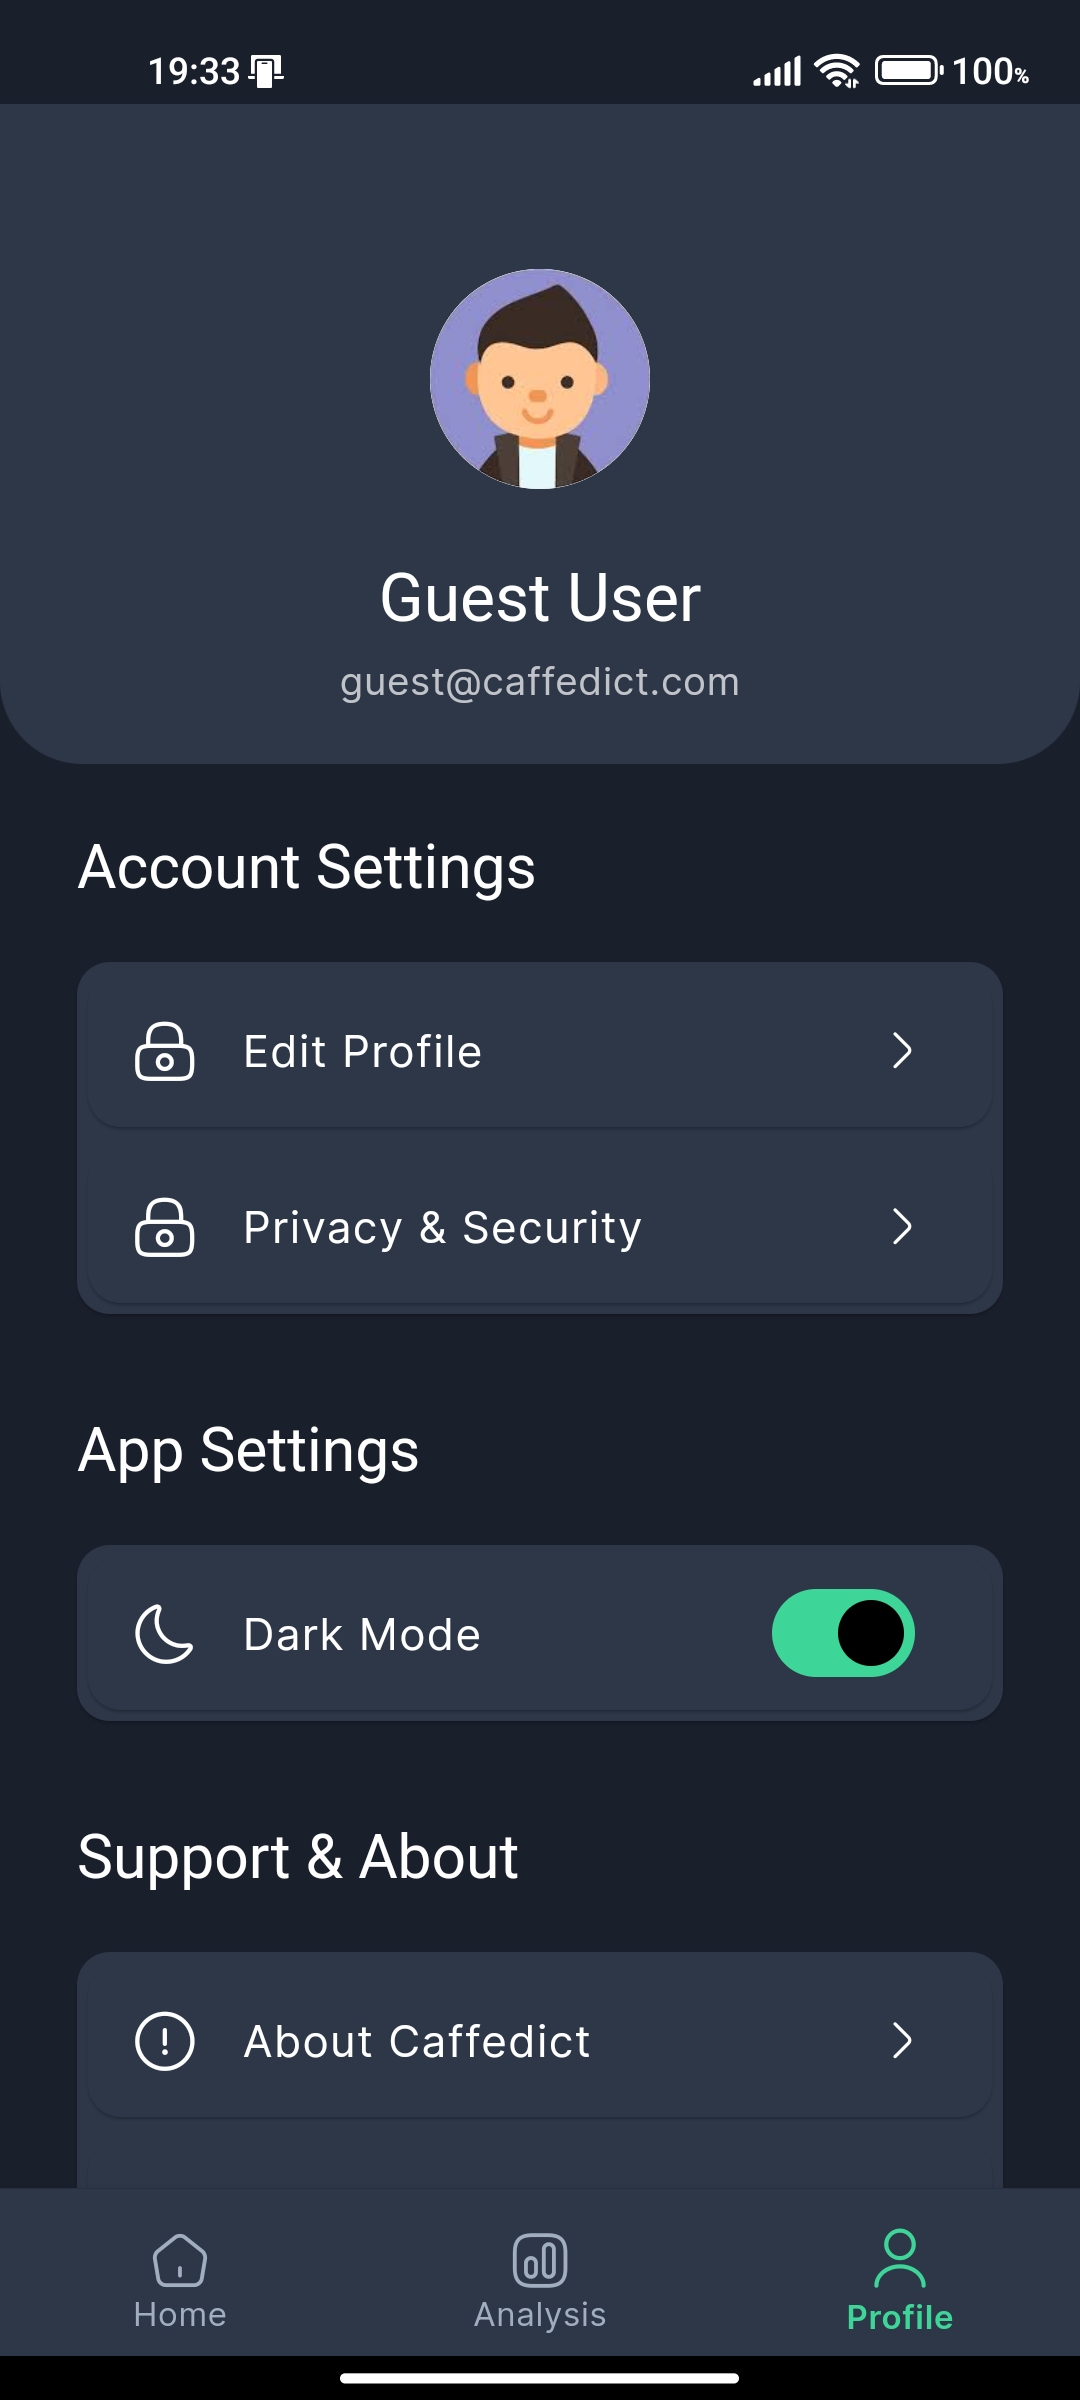 19:33 100%
Guest User
guest@caffedict.com
Account Settings
Edit Profile
Privacy & Security
App Settings
Dark Mode
Support & About
About Caffedict
Home Analysis Profile